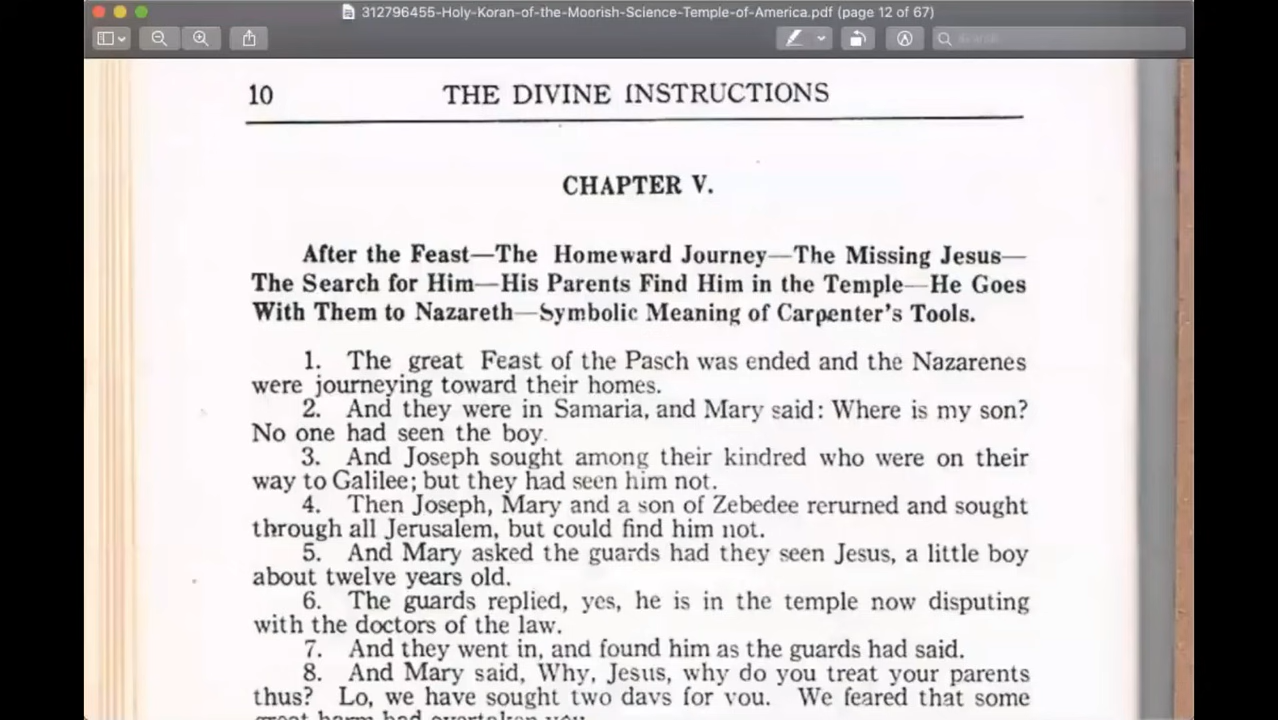 312796455-Holy-Koran-of-the-Moorish-Science-Temple-of-America.pdf (page 12 of 67)
Search
10 THE DIVINE INSTRUCTIONS
CHAPTER V.
After the Feast—The Homeward Journey—The Missing Jesus—
The Search for Him—His Parents Find Him in the Temple—He Goes
With Them to Nazareth—Symbolic Meaning of Carpenter's Tools.
1. The great Feast of the Pasch was ended and the Nazarenes
were journeying toward their homes.
2. And they were in Samaria, and Mary said: Where is my son?
No one had seen the boy.
3. And Joseph sought among their kindred who were on their
way to Galilee; but they had seen him not.
4. Then Joseph, Mary and a son of Zebedee rerurned and sought
through all Jerusalem, but could find him not.
5. And Mary asked the guards had they seen Jesus, a little boy
about twelve years old.
6. The guards replied, yes, he is in the temple now disputing
with the doctors of the law.
7. And they went in, and found him as the guards had said.
8. And Mary said, Why, Jesus, why do you treat your parents
thus? Lo, we have sought two days for you. We feared that some
great harm had overtaken you.